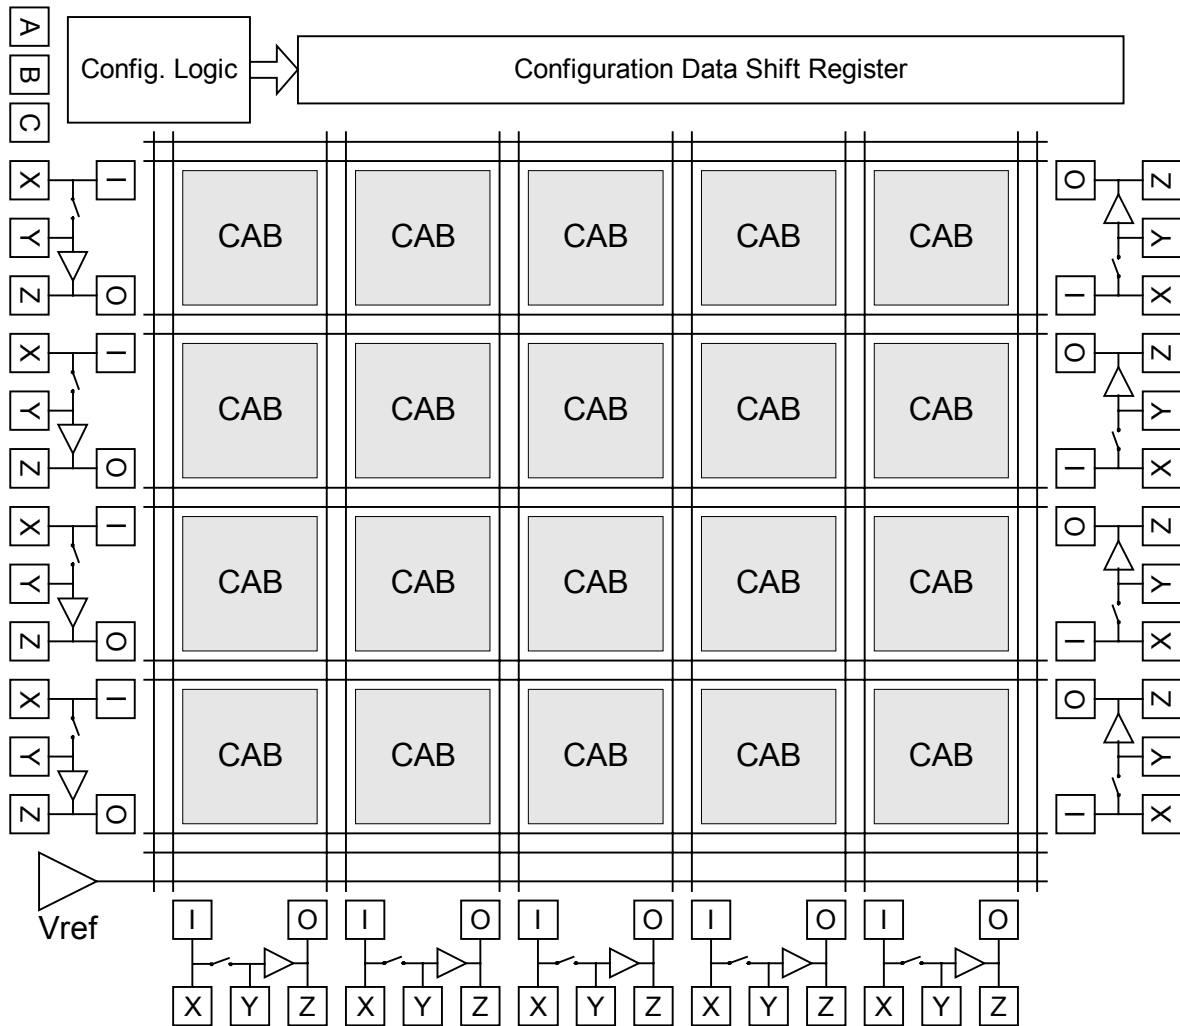 A
Config. Logic
Configuration Data Shift Register
B
C
X I
O Z
CAB CAB CAB CAB CAB
Y
Y
Z O
I X
X I
O Z
CAB CAB CAB CAB CAB
Y
Y
Z O
I X
X I
O Z
CAB CAB CAB CAB CAB
Y
Y
Z O
I X
X I
O Z
CAB CAB CAB CAB CAB
Y
Y
Z O
I X
Vref
I O I O I O I O I O
X Y Z X Y Z X Y Z X Y Z X Y Z